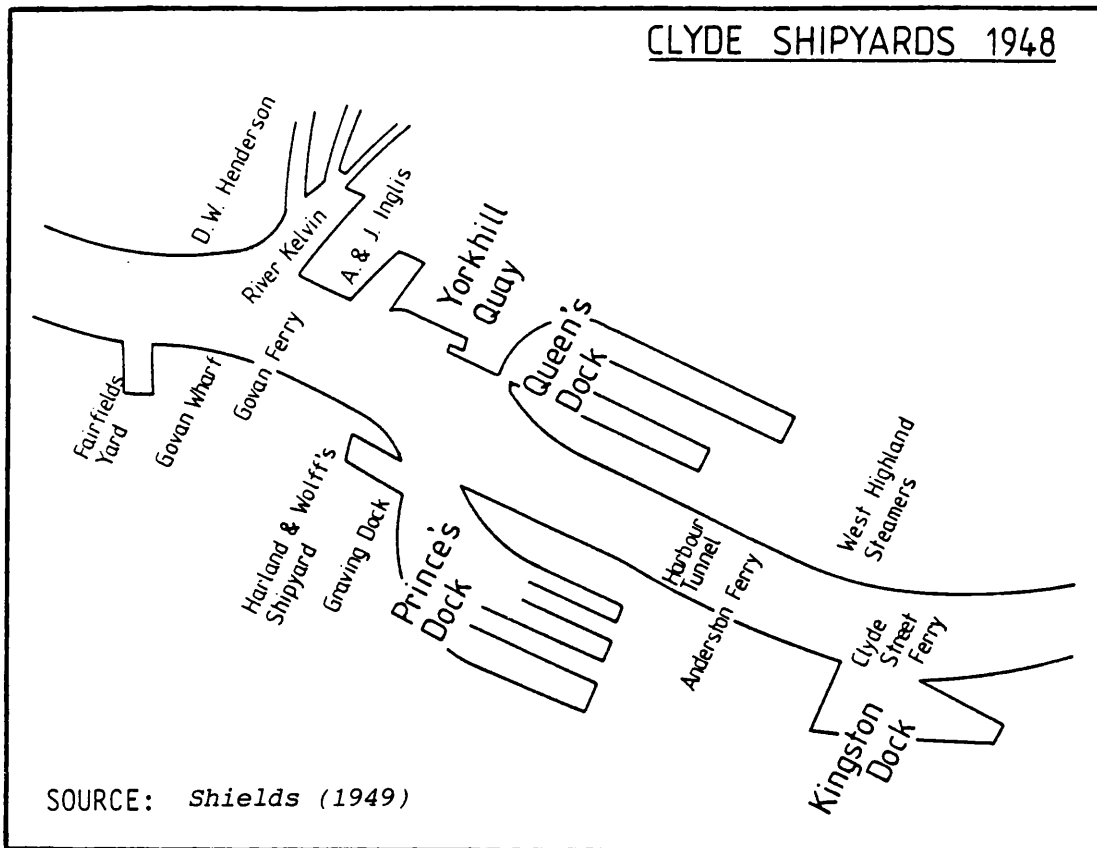 CLYDE SHIPYARDS 1948
D.W. Henderson
River Kelvin
A. & J. Inglis
Yorkhill
Quay
Queen's
Dock
Fairfields
Yard
Govan Wharf
Govan Ferry
Harland & Wolff's
Shipyard
Graving Dock
Prince's
Dock
Harbour
Tunnel
Anderston Ferry
West Highland
Steamers
Clyde
Street
Ferry
Kingston
Dock
SOURCE: Shields (1949)